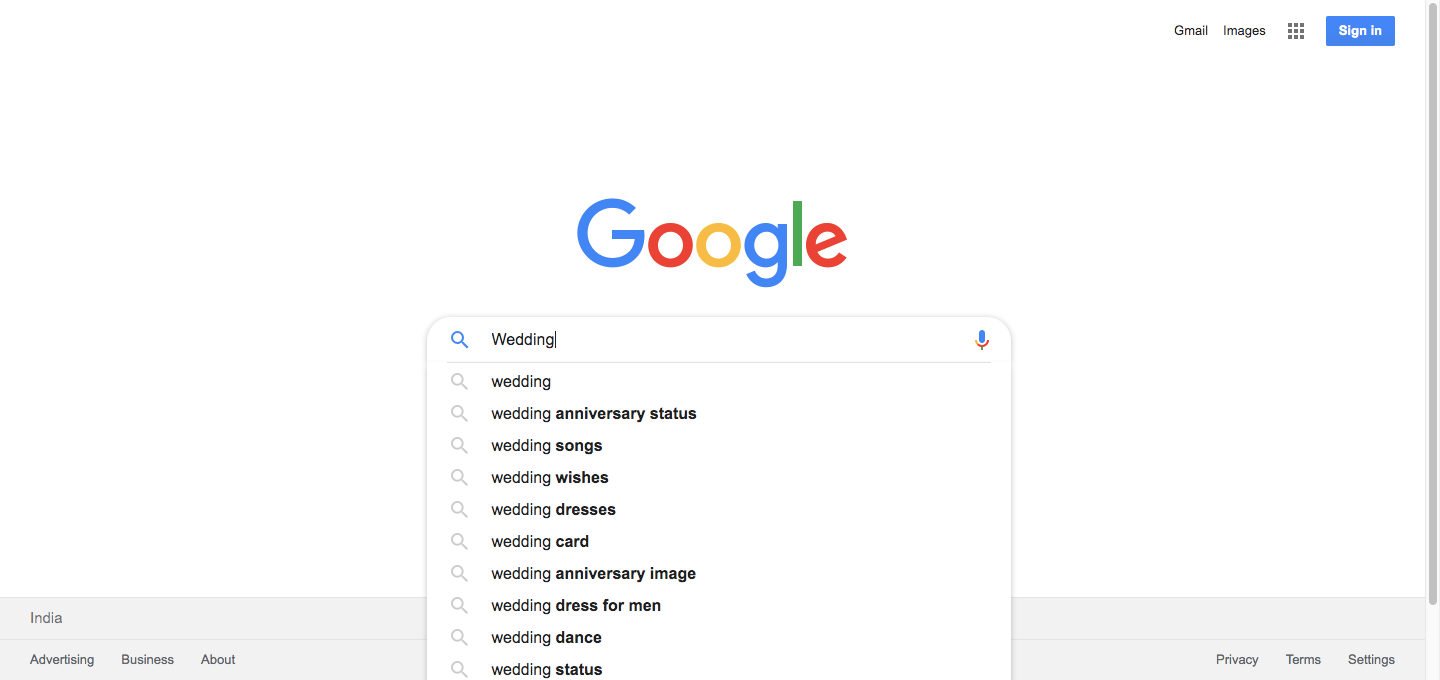 Gmail Images Sign in
Google
Wedding
wedding
wedding anniversary status
wedding songs
wedding wishes
wedding dresses
wedding card
wedding anniversary image
wedding dress for men
wedding dance
wedding status
India
Advertising Business About Privacy Terms Settings